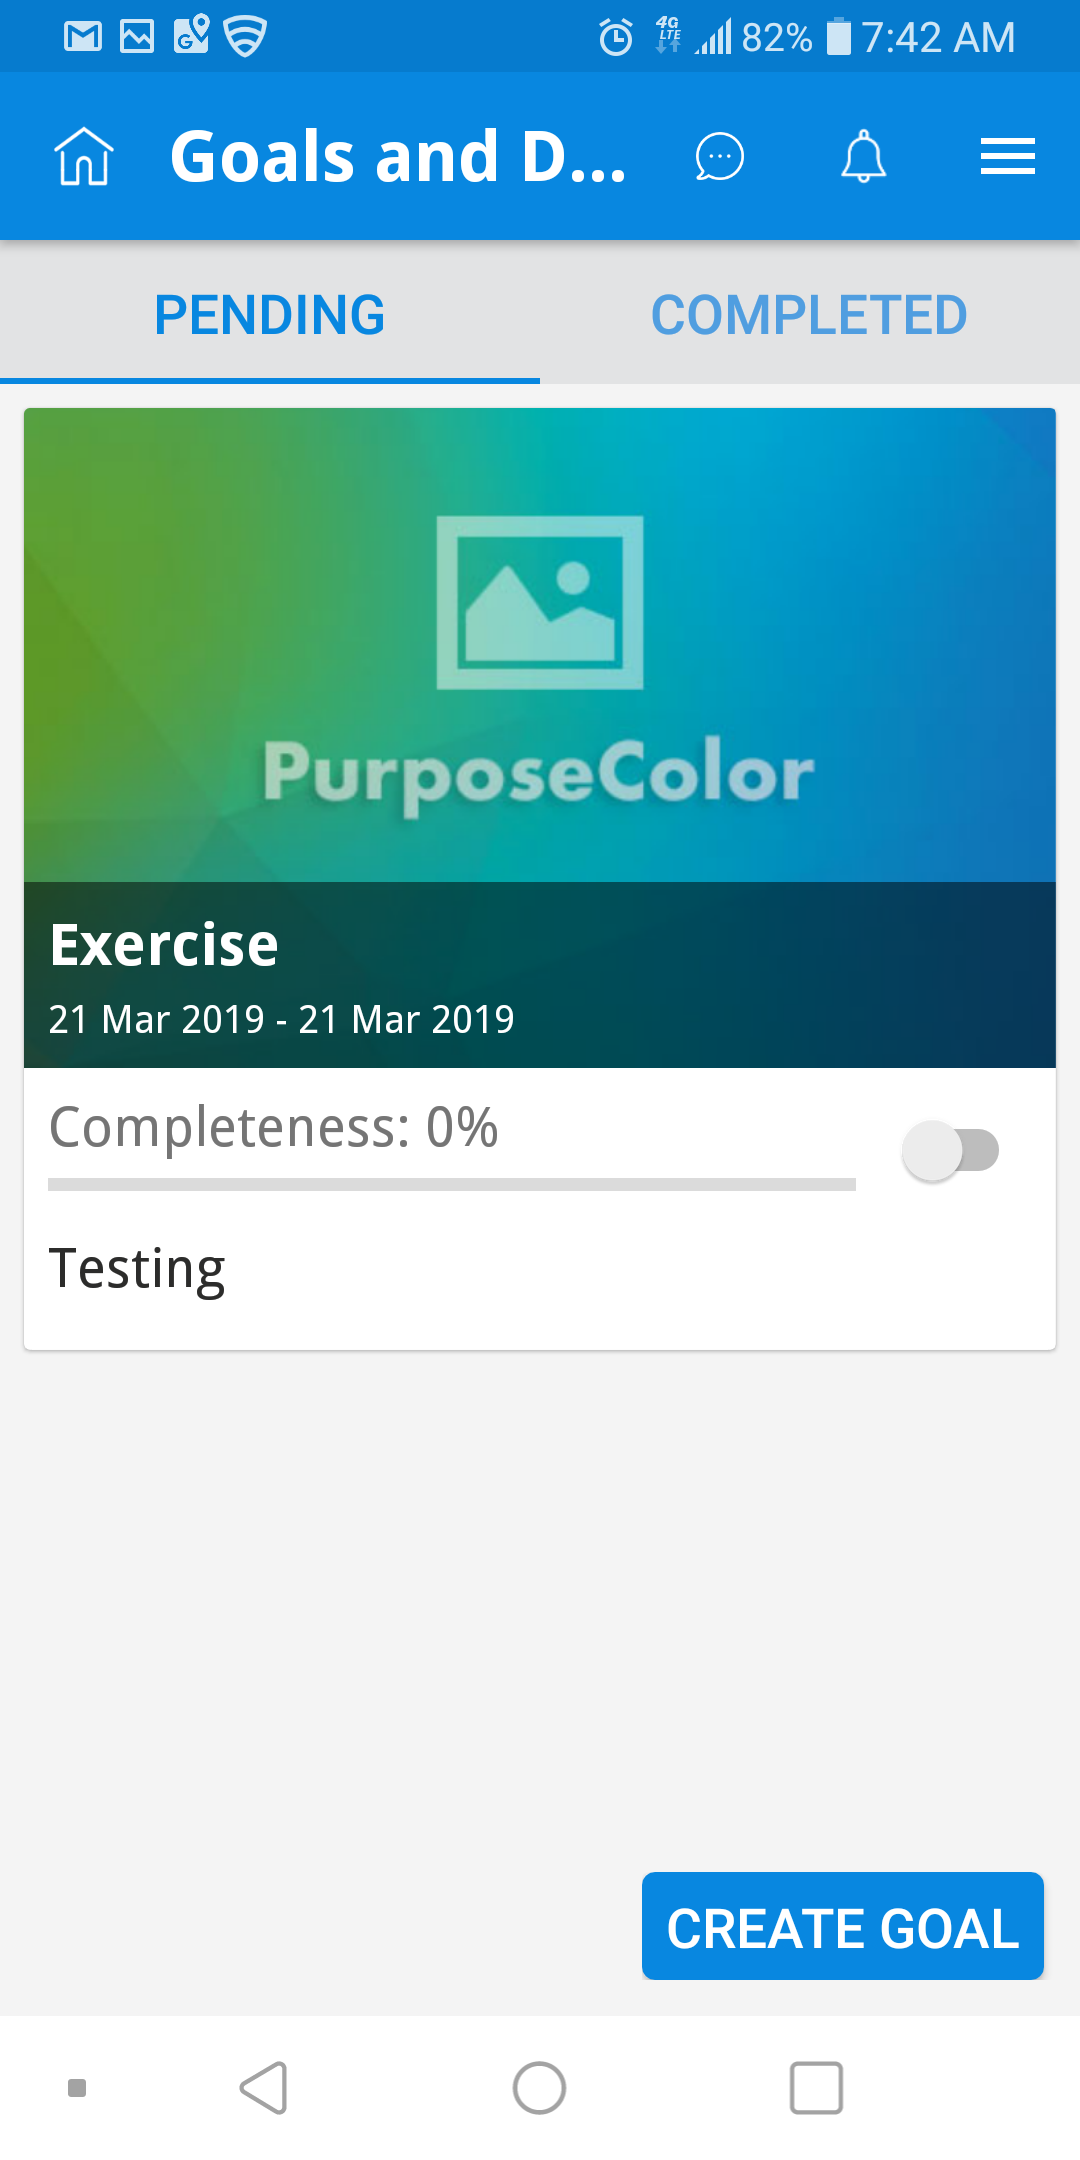 4G LTE 82% 7:42 AM
Goals and D...
PENDING COMPLETED
PurposeColor
Exercise
21 Mar 2019 - 21 Mar 2019
Completeness: 0%
Testing
CREATE GOAL